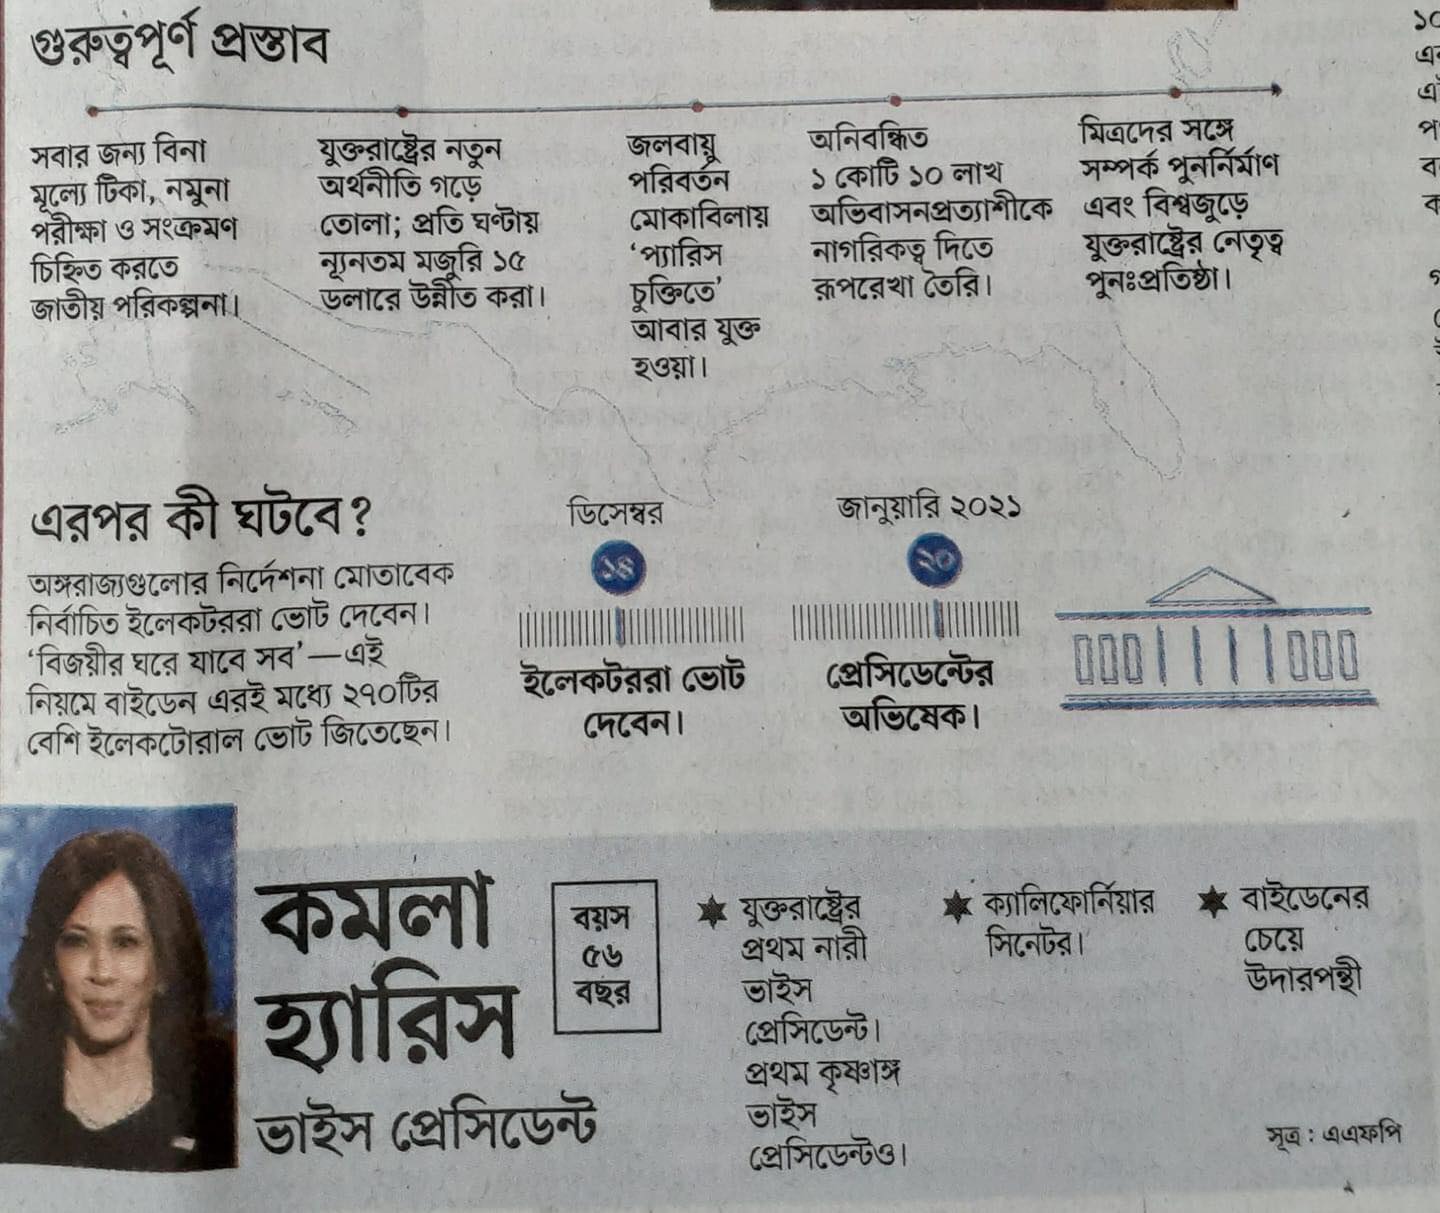 গুরুত্বপূর্ণ প্রস্তাব
সবার জন্য বিনা
মূল্যে টিকা, নমুনা
পরীক্ষা ও সংক্রমণ
চিহ্নিত করতে
জাতীয় পরিকল্পনা।
যুক্তরাষ্ট্রের নতুন
অর্থনীতি গড়ে
তোলা; প্রতি ঘণ্টায়
ন্যূনতম মজুরি ১৫
ডলারে উন্নীত করা।
জলবায়ু
পরিবর্তন
মোকাবিলায়
‘প্যারিস
চুক্তিতে’
আবার যুক্ত
হওয়া।
অনিবন্ধিত
১ কোটি ১০ লাখ
অভিবাসনপ্রত্যাশীকে
নাগরিকত্ব দিতে
রূপরেখা তৈরি।
মিত্রদের সঙ্গে
সম্পর্ক পুনর্নির্মাণ
এবং বিশ্বজুড়ে
যুক্তরাষ্ট্রের নেতৃত্ব
পুনঃপ্রতিষ্ঠা।
এরপর কী ঘটবে?
অঙ্গরাজ্যগুলোর নির্দেশনা মোতাবেক
নির্বাচিত ইলেকটররা ভোট দেবেন।
‘বিজয়ীর ঘরে যাবে সব’—এই
নিয়মে বাইডেন এরই মধ্যে ২৭০টির
বেশি ইলেকটোরাল ভোট জিতেছেন।
ডিসেম্বর
১৪
ইলেকটররা ভোট
দেবেন।
জানুয়ারি ২০২১
২০
প্রেসিডেন্টের
অভিষেক।
কমলা
হ্যারিস
ভাইস প্রেসিডেন্ট
বয়স
৫৬
বছর
যুক্তরাষ্ট্রের
প্রথম নারী
ভাইস
প্রেসিডেন্ট।
প্রথম কৃষ্ণাঙ্গ
ভাইস
প্রেসিডেন্টও।
ক্যালিফোর্নিয়ার
সিনেটর।
বাইডেনের
চেয়ে
উদারপন্থী
সূত্র : এএফপি